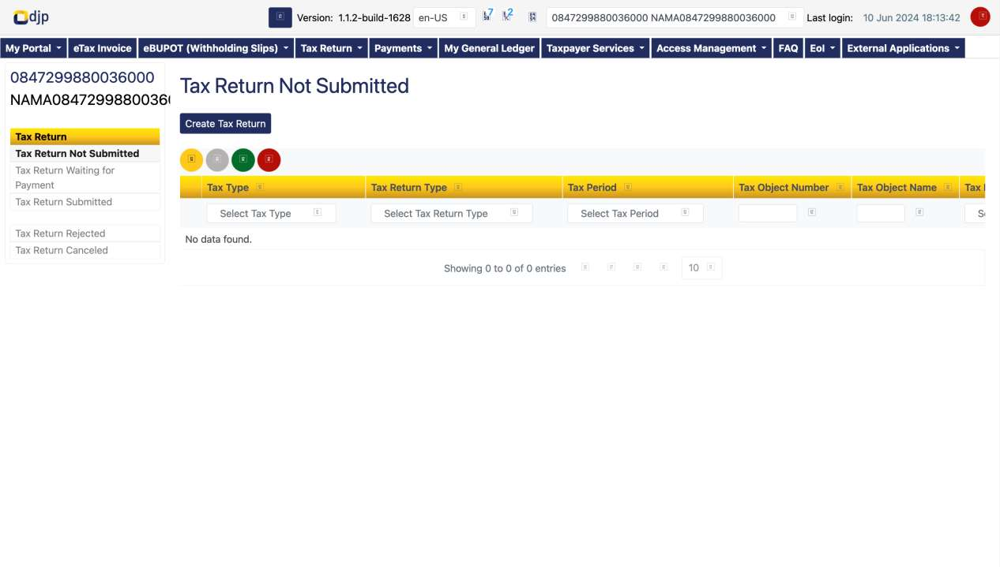 djp
Version: 1.1.2-build-1628
en-US
7
2
0847299880036000 NAMA0847299880036000
Last login: 10 Jun 2024 18:13:42
My Portal
eTax Invoice
eBUPOT (Withholding Slips)
Tax Return
Payments
My General Ledger
Taxpayer Services
Access Management
FAQ
EoI
External Applications
0847299880036000
NAMA08472998800360
Tax Return
Tax Return Not Submitted
Tax Return Waiting for
Payment
Tax Return Submitted
Tax Return Rejected
Tax Return Canceled
Tax Return Not Submitted
Create Tax Return
Tax Type
Tax Return Type
Tax Period
Tax Object Number
Tax Object Name
Tax
Select Tax Type
Select Tax Return Type
Select Tax Period
No data found.
Showing 0 to 0 of 0 entries
10